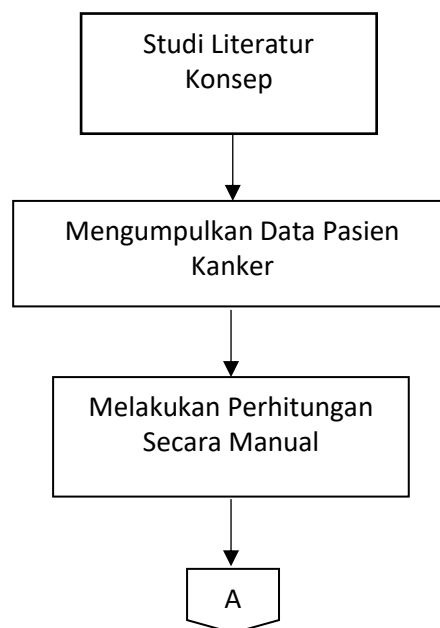 Studi Literatur
Konsep
Mengumpulkan Data Pasien
Kanker
Melakukan Perhitungan
Secara Manual
A